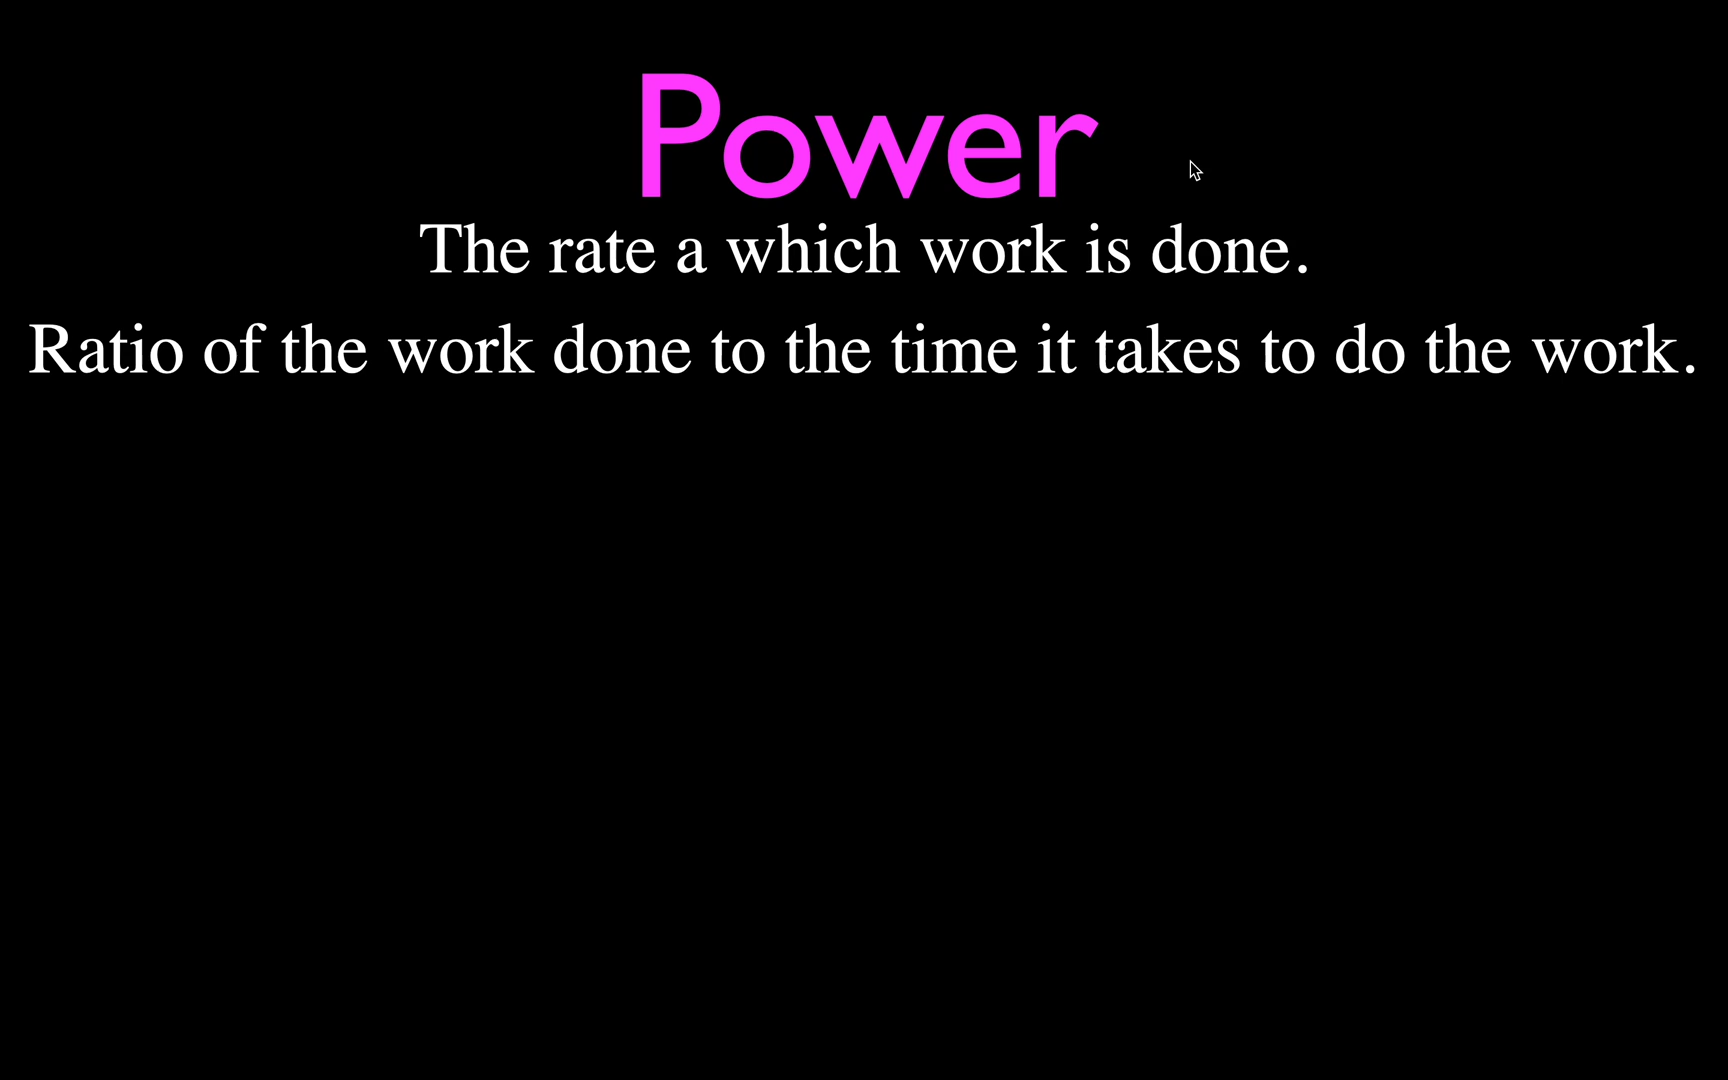 Power
The rate a which work is done.
Ratio of the work done to the time it takes to do the work.